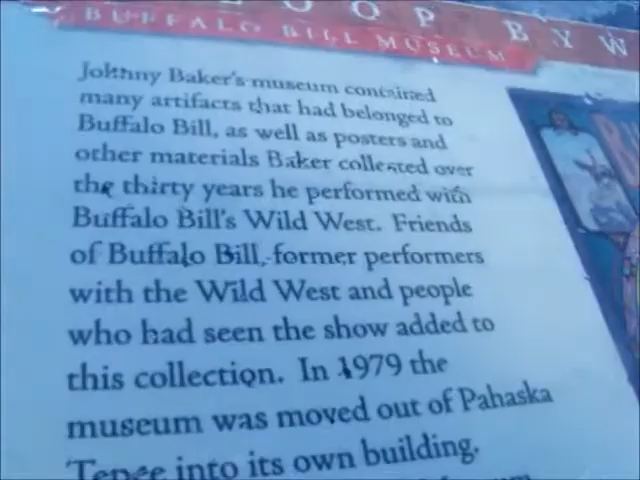 LOOP BYW
BUFFALO BILL MUSEUM
Johnny Baker's museum contained
many artifacts that had belonged to
Buffalo Bill, as well as posters and
other materials Baker collected over
the thirty years he performed with
Buffalo Bill's Wild West. Friends
of Buffalo Bill, former performers
with the Wild West and people
who had seen the show added to
this collection. In 1979 the
museum was moved out of Pahaska
Tepee into its own building.